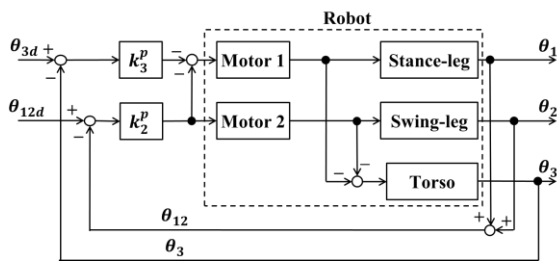 Robot
θ₃d + k₃ᵖ − Motor 1 Stance-leg θ₁
− −
θ₁₂d + k₂ᵖ Motor 2 Swing-leg θ₂
− −
− Torso θ₃
θ₁₂ + +
θ₃